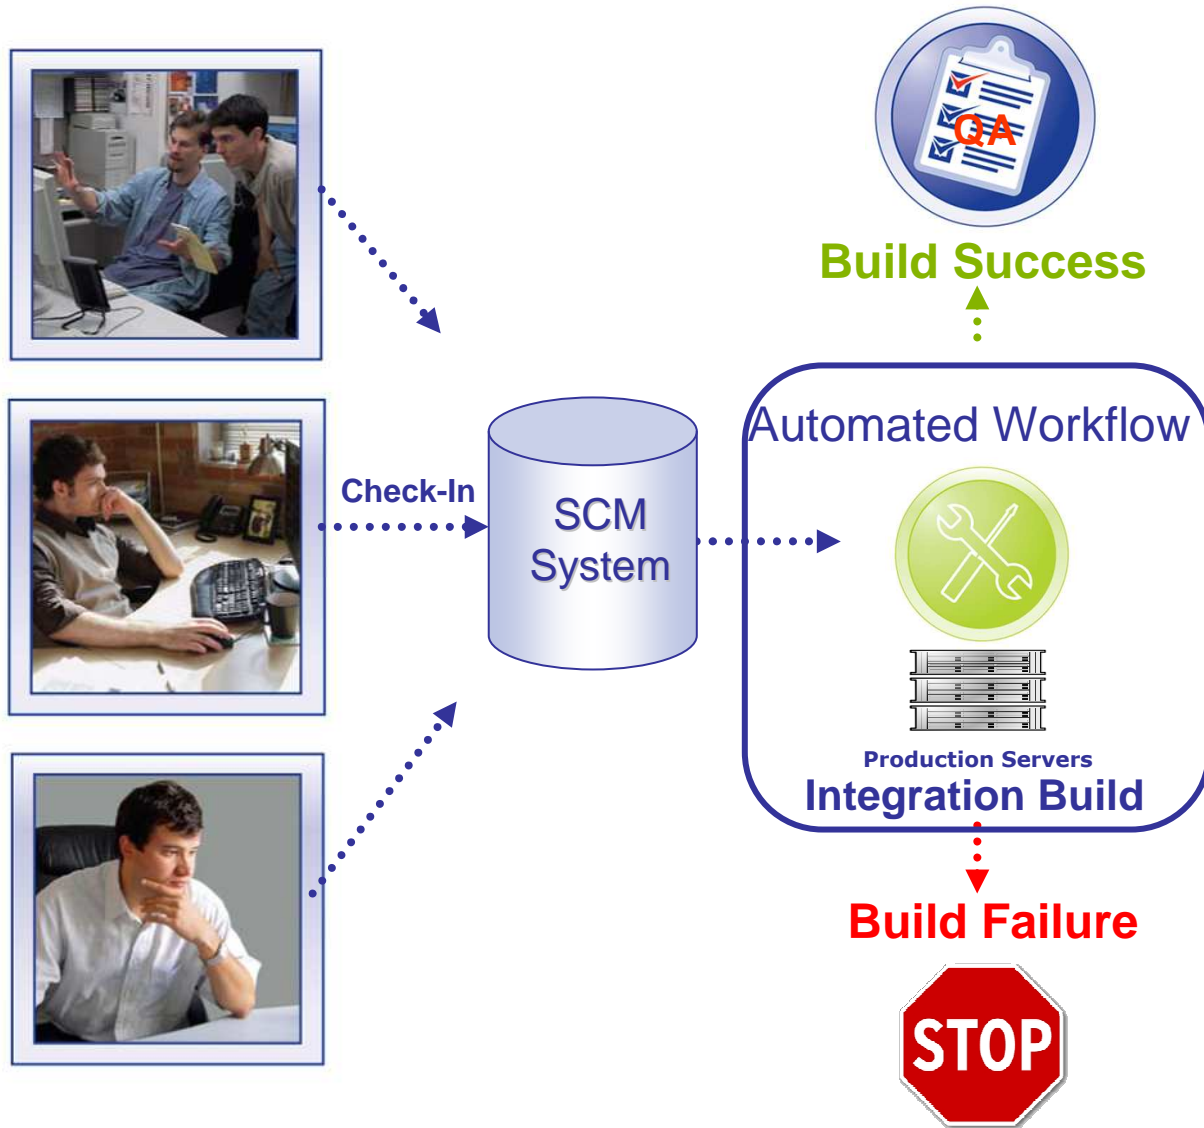 QA
Build Success
Check-In
SCM
System
Automated Workflow
Production Servers
Integration Build
Build Failure
STOP